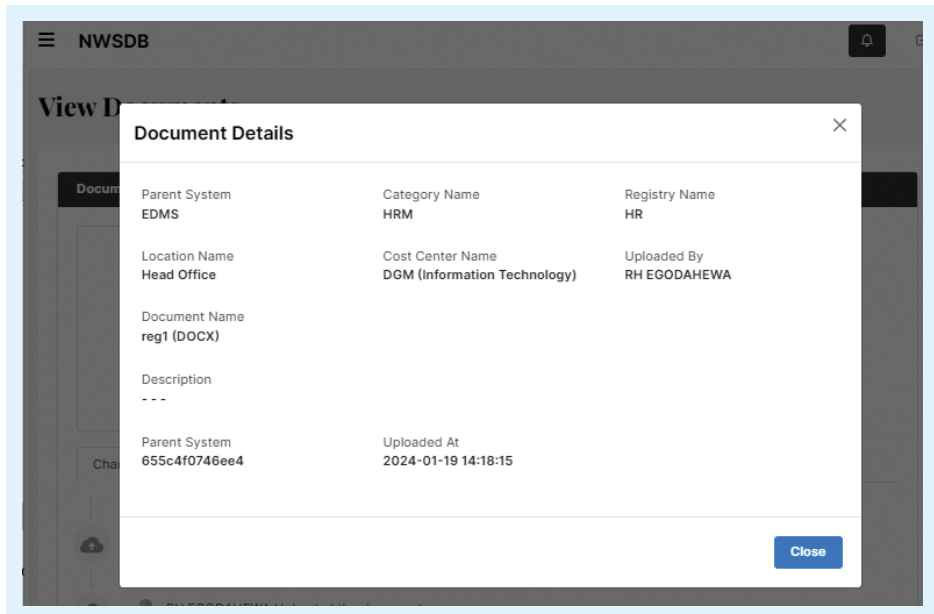 NWSDB
View D
Document Details
Docum
Parent System
Category Name
Registry Name
EDMS
HRM
HR
Location Name
Cost Center Name
Uploaded By
Head Office
DGM (Information Technology)
RH EGODAHEWA
Document Name
reg1 (DOCX)
Description
- - -
Parent System
Uploaded At
655c4f0746ee4
2024-01-19 14:18:15
Cha
Close